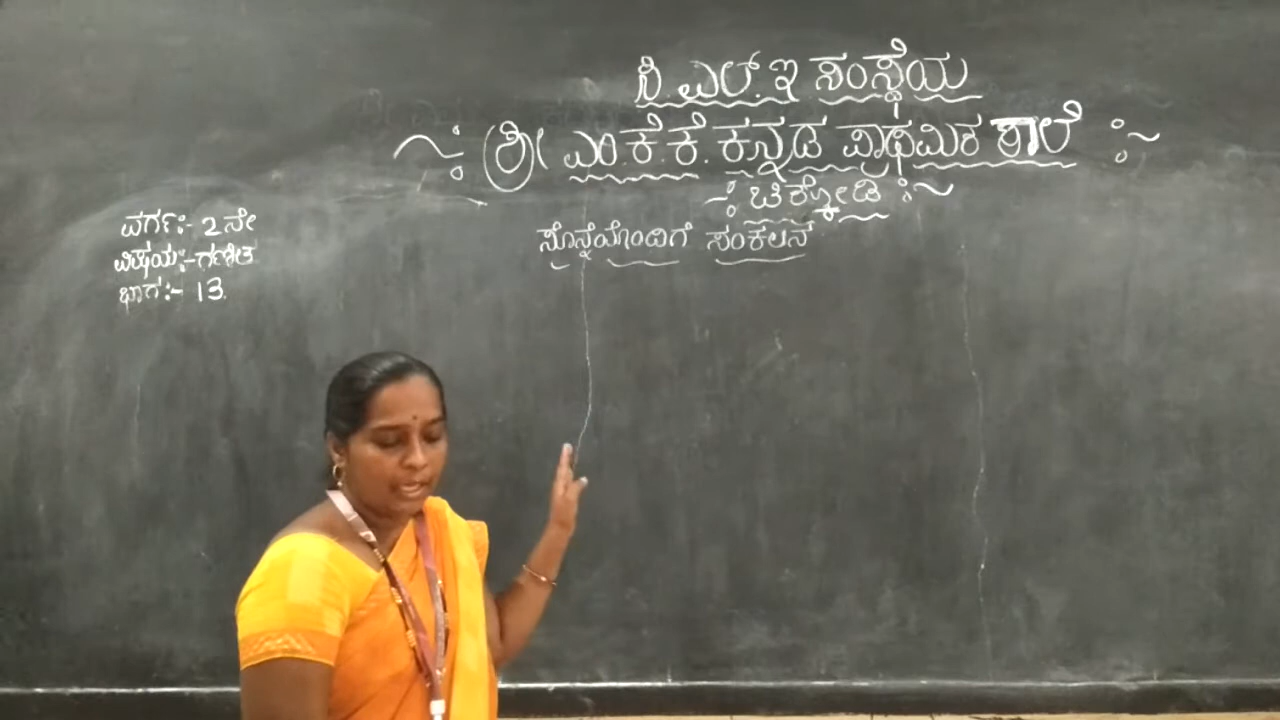 ಸಿ.ಎಲ್.ಇ ಸಂಸ್ಥೆಯ
ಶ್ರೀ ಎಂ.ಕೆ.ಕೆ. ಕನ್ನಡ ಪ್ರಾಥಮಿಕ ಶಾಲೆ
ಚಿಕ್ಕೋಡಿ
ಸೊನ್ನೆಯೊಂದಿಗೆ ಸಂಕಲನ
ವರ್ಗ:- 2ನೇ
ವಿಷಯ:- ಗಣಿತ
ಭಾಗ:- 13.